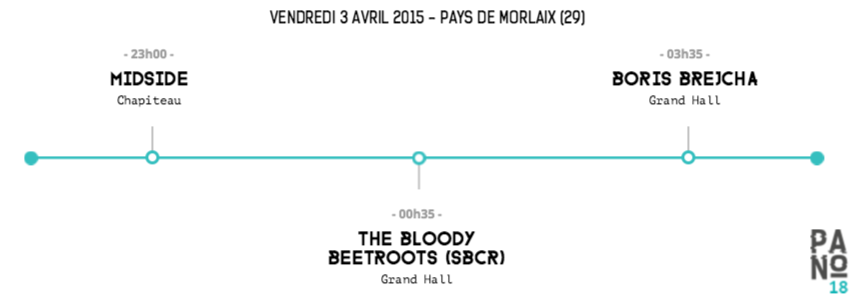 VENDREDI 3 AVRIL 2015 - PAYS DE MORLAIX (29)
- 23h00 -
MIDSIDE
Chapiteau
- 03h35 -
BORIS BREJCHA
Grand Hall
- 00h35 -
THE BLOODY
BEETROOTS (SBCR)
Grand Hall
PA
No
18